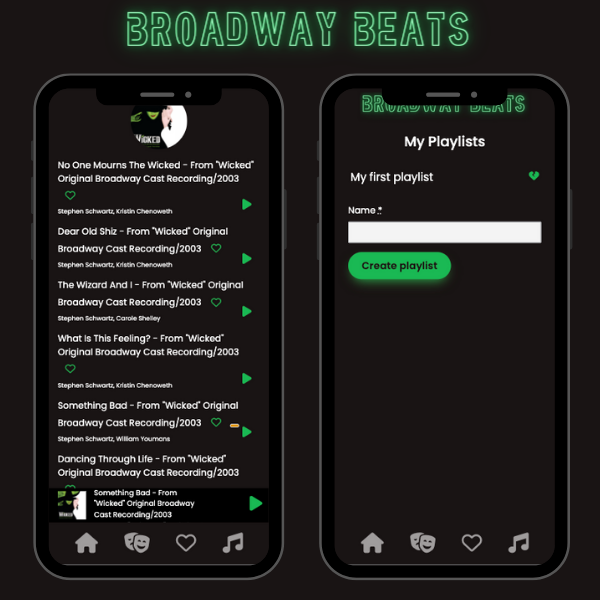 BROADWAY BEATS
WICKED
No One Mourns The Wicked - From "Wicked"
Original Broadway Cast Recording/2003
Stephen Schwartz, Kristin Chenoweth
Dear Old Shiz - From "Wicked" Original
Broadway Cast Recording/2003
Stephen Schwartz, Kristin Chenoweth
The Wizard And I - From "Wicked" Original
Broadway Cast Recording/2003
Stephen Schwartz, Carole Shelley
What Is This Feeling? - From "Wicked"
Original Broadway Cast Recording/2003
Stephen Schwartz, Kristin Chenoweth
Something Bad - From "Wicked" Original
Broadway Cast Recording/2003
Stephen Schwartz, William Youmans
Dancing Through Life - From "Wicked"
Original Broadway Cast Recording/2003
Something Bad - From
"Wicked" Original Broadway
Cast Recording/2003
BROADWAY BEATS
My Playlists
My first playlist
Name *
Create playlist